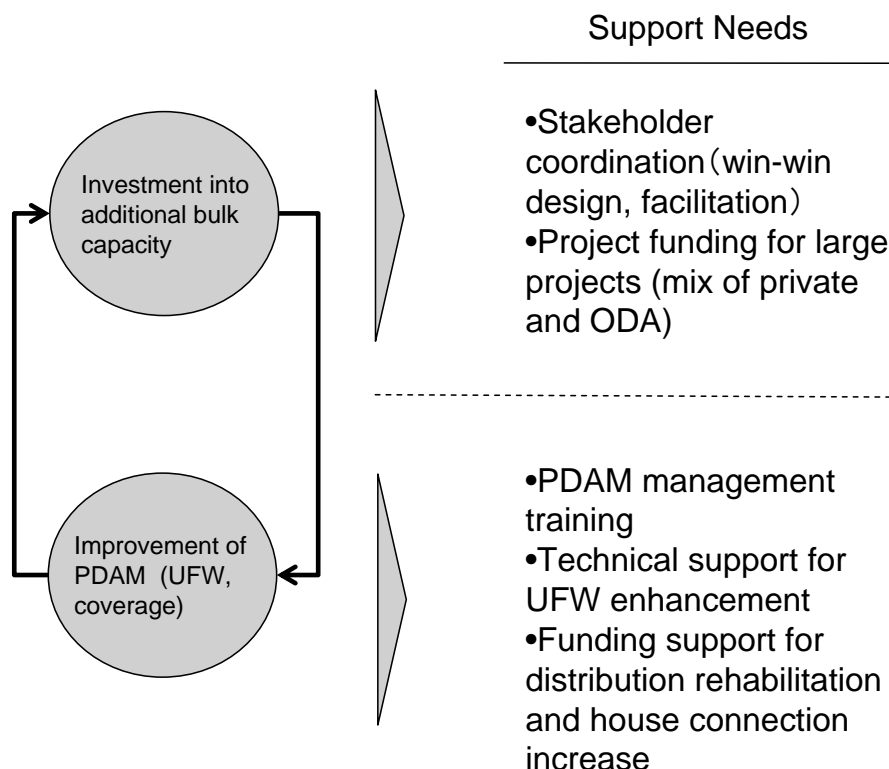 Support Needs
Investment into
additional bulk
capacity
•Stakeholder
coordination（win-win
design, facilitation）
•Project funding for large
projects (mix of private
and ODA)
Improvement of
PDAM  (UFW,
coverage)
•PDAM management
training
•Technical support for
UFW enhancement
•Funding support for
distribution rehabilitation
and house connection
increase